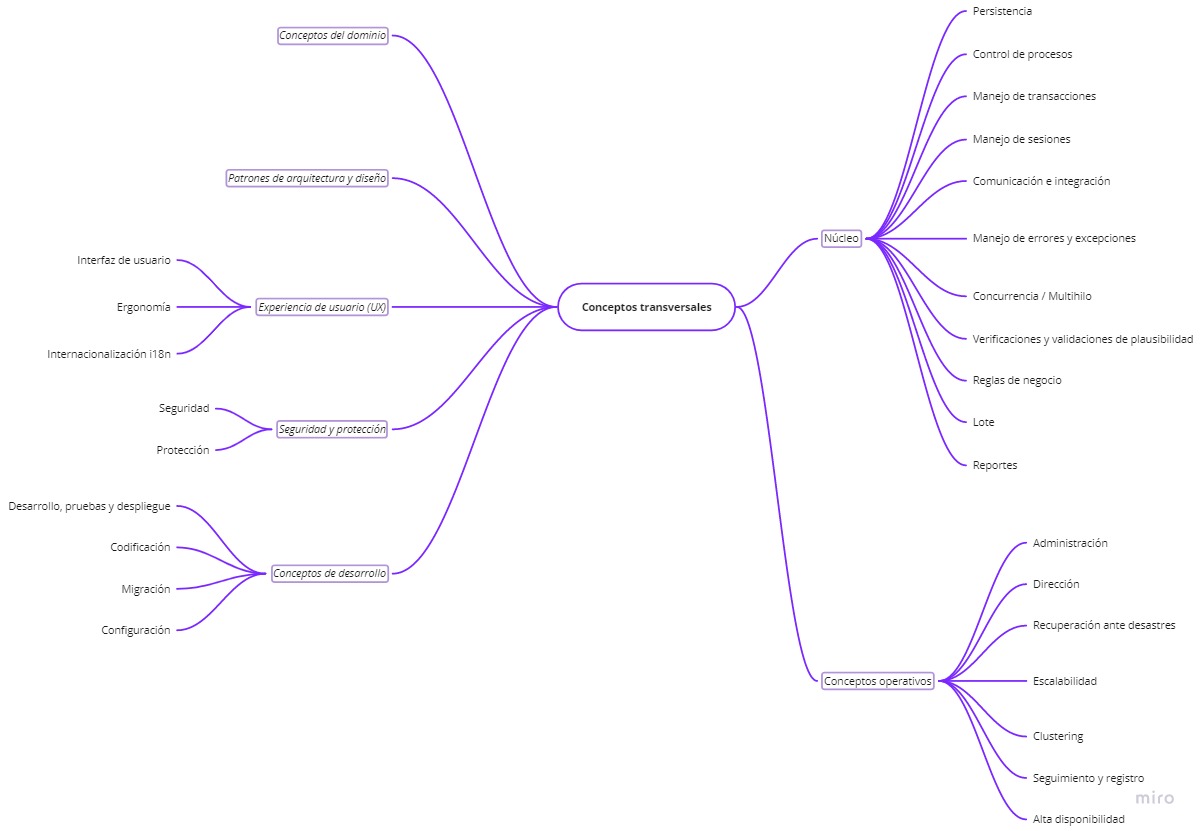 Conceptos transversales
Conceptos del dominio
Patrones de arquitectura y diseño
Experiencia de usuario (UX)
Interfaz de usuario
Ergonomía
Internacionalización i18n
Seguridad y protección
Seguridad
Protección
Conceptos de desarrollo
Desarrollo, pruebas y despliegue
Codificación
Migración
Configuración
Núcleo
Persistencia
Control de procesos
Manejo de transacciones
Manejo de sesiones
Comunicación e integración
Manejo de errores y excepciones
Concurrencia / Multihilo
Verificaciones y validaciones de plausibilidad
Reglas de negocio
Lote
Reportes
Conceptos operativos
Administración
Dirección
Recuperación ante desastres
Escalabilidad
Clustering
Seguimiento y registro
Alta disponibilidad
miro